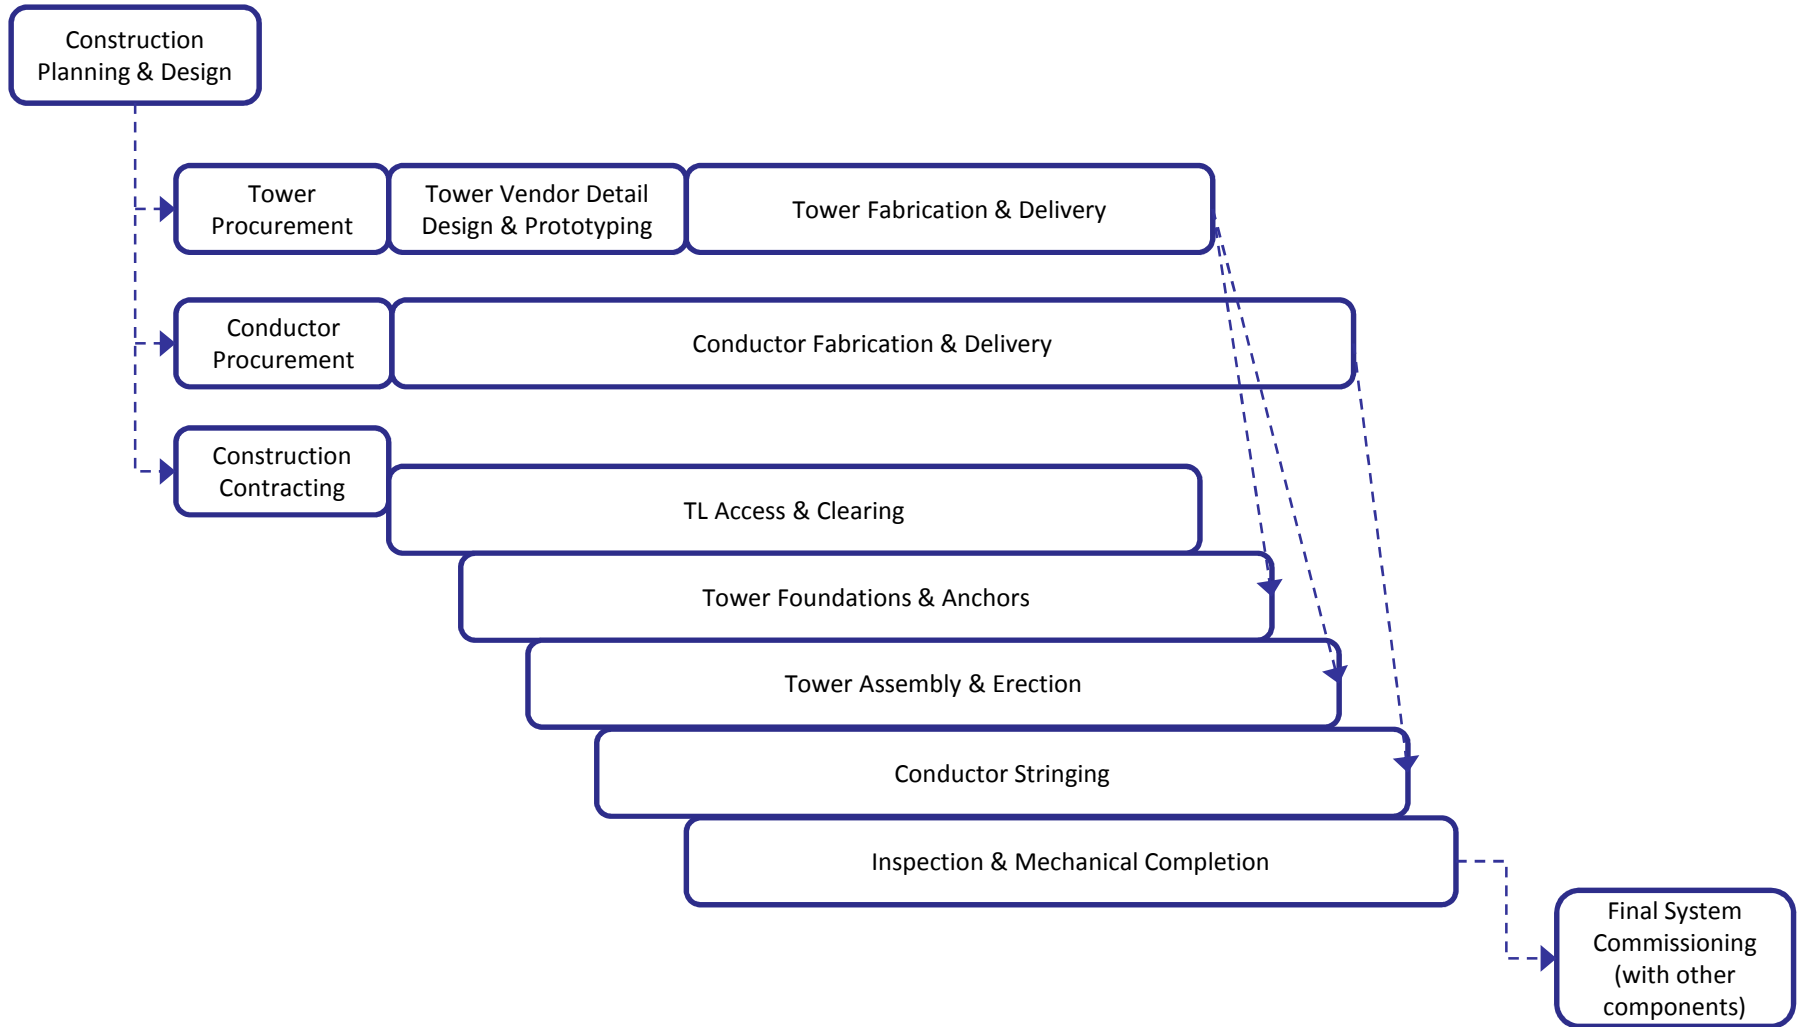 Construction
Planning & Design
Tower
Procurement
Tower Vendor Detail
Design & Prototyping
Tower Fabrication & Delivery
Conductor
Procurement
Conductor Fabrication & Delivery
Construction
Contracting
TL Access & Clearing
Tower Foundations & Anchors
Tower Assembly & Erection
Conductor Stringing
Inspection & Mechanical Completion
Final System
Commissioning
(with other
components)